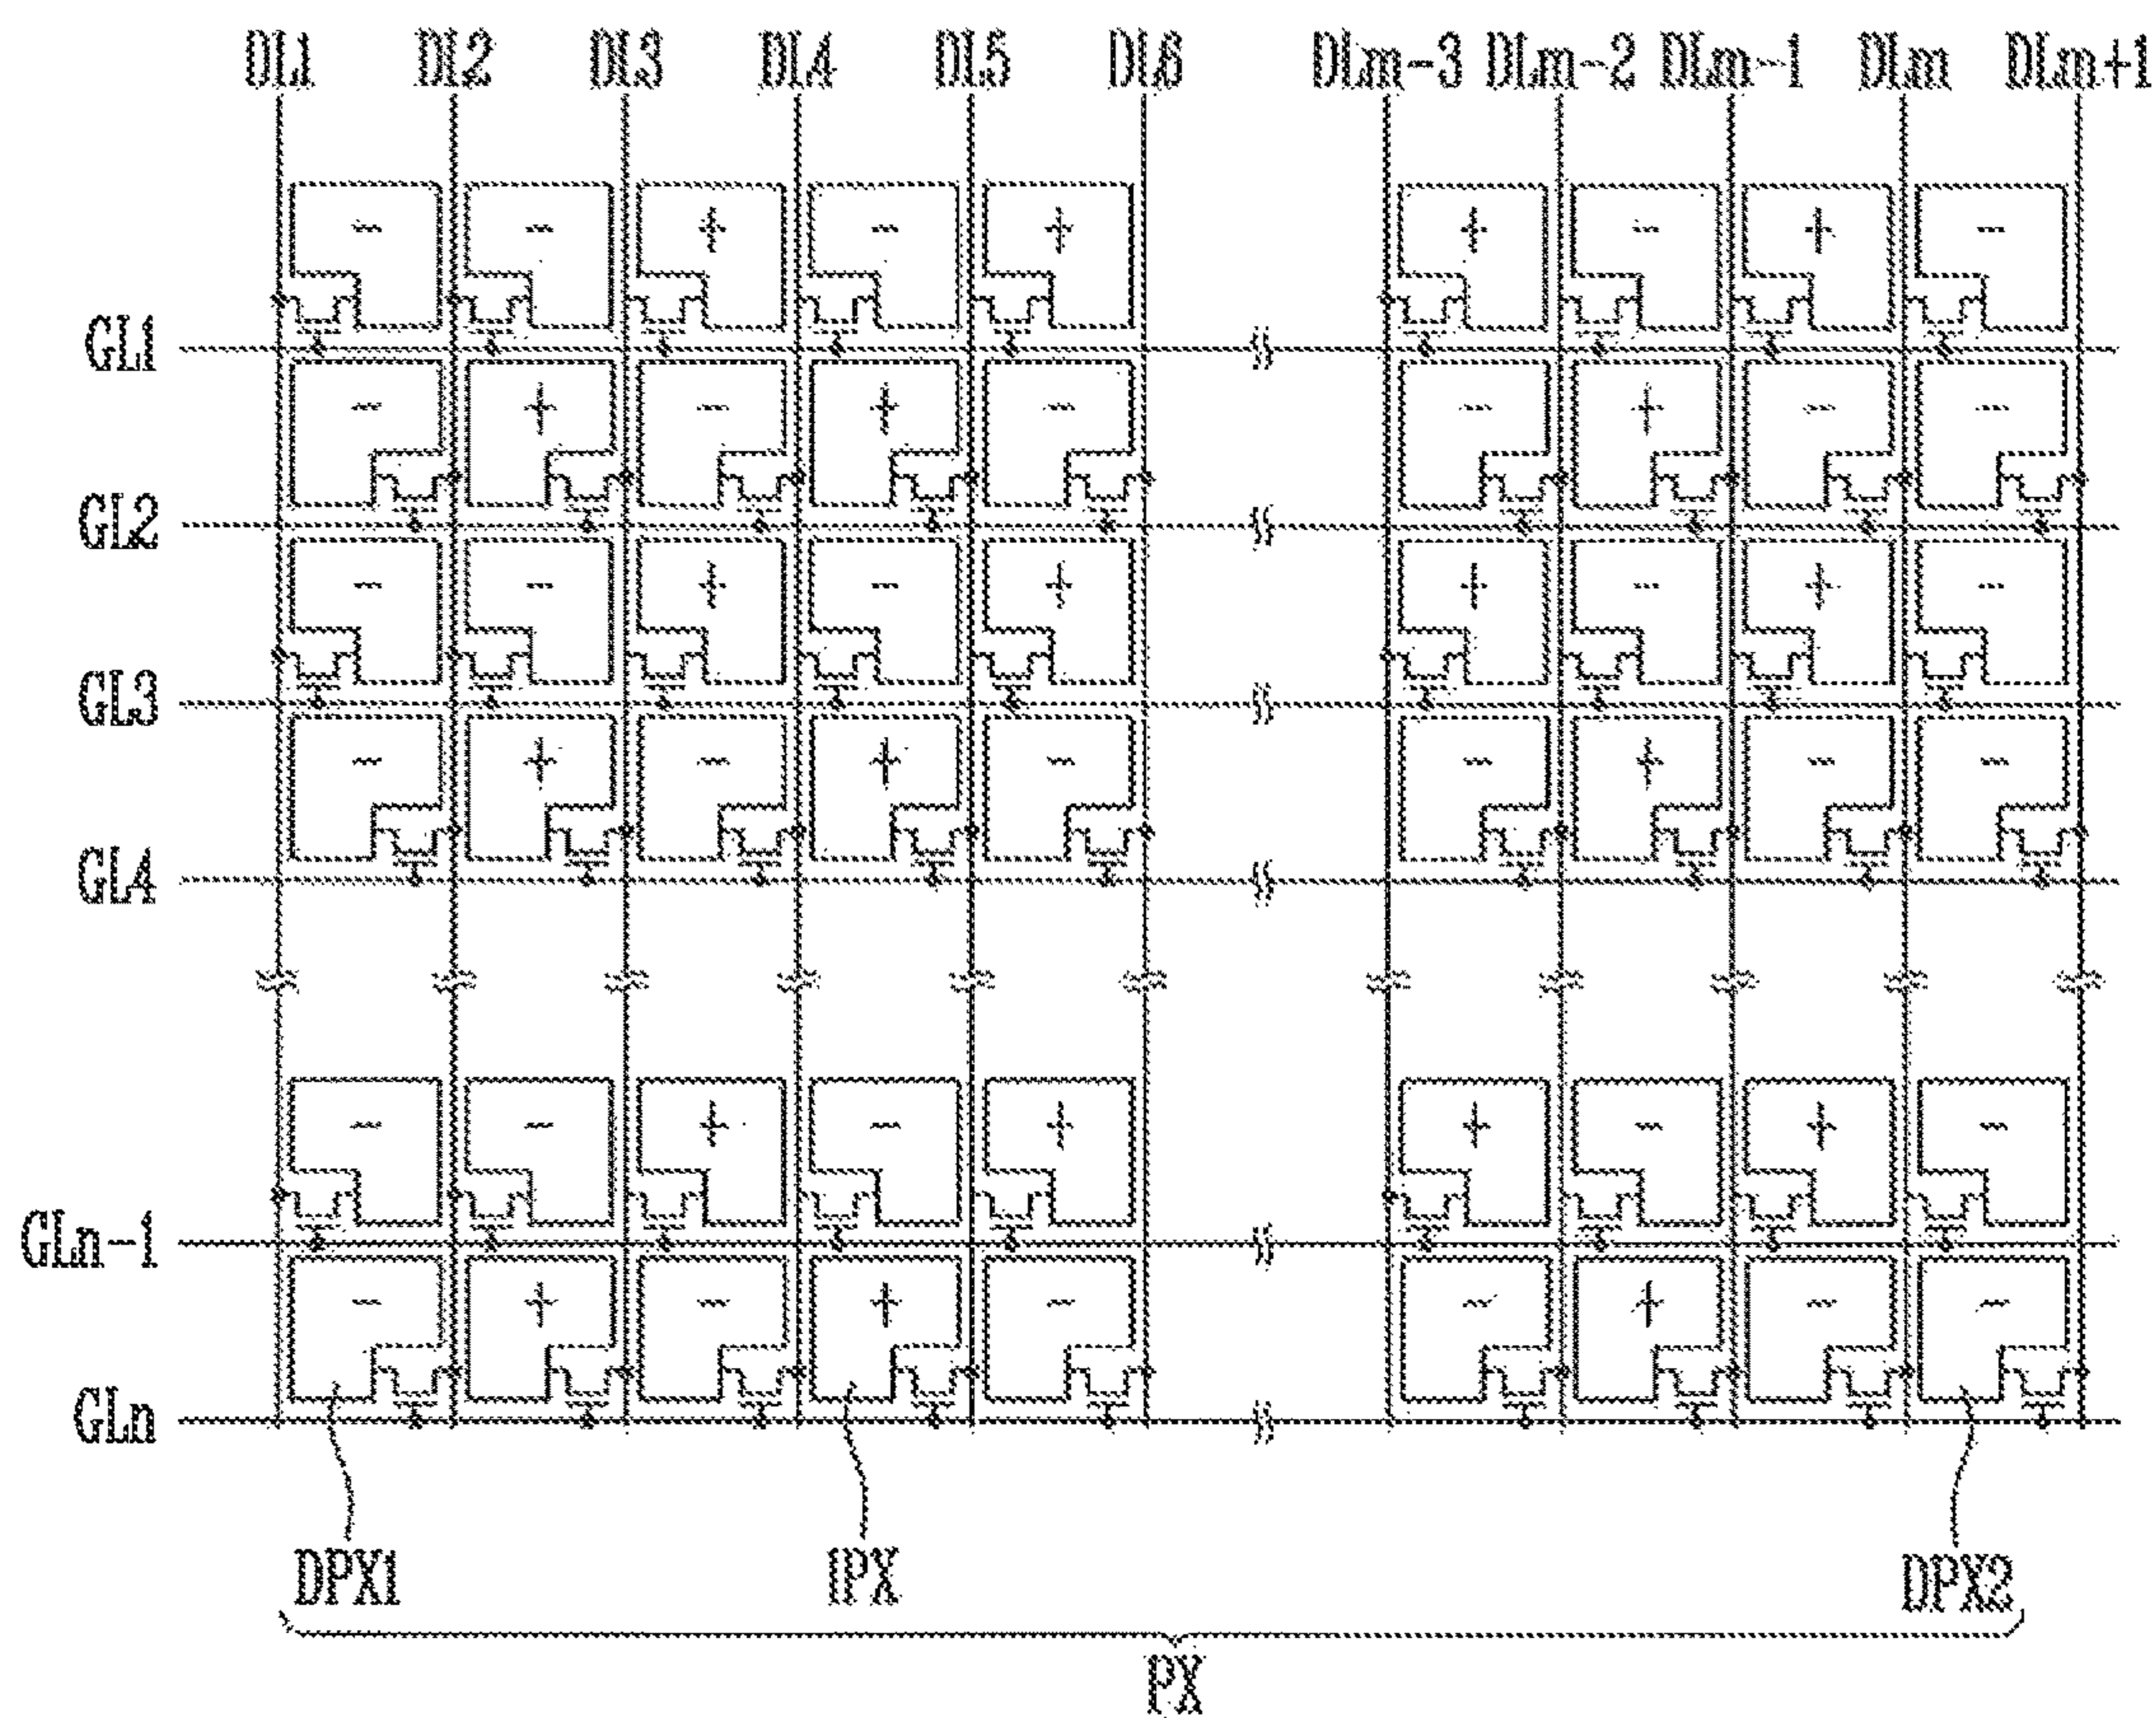 DL1 DL2 DL3 DL4 DL5 DL6 DLm-3 DLm-2 DLm-1 DLm DLm+1
- - + - + + - + -
GL1
- + - + - - + - -
GL2
- - + - + + - + -
GL3
- + - + - - + - -
GL4
- - + - + + - + -
GLn-1
- + - + - - + - -
GLn
DPX1 IPX DPX2
PX